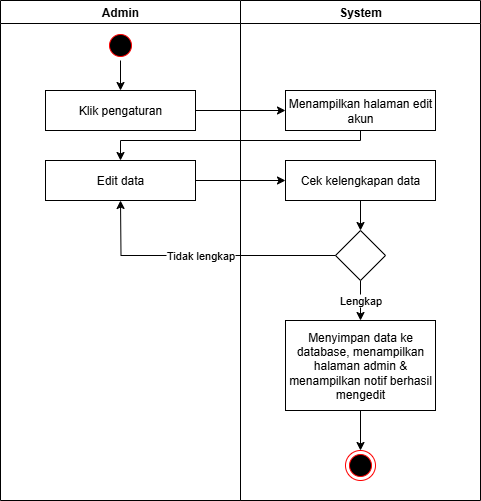 Admin
System
Klik pengaturan
Menampilkan halaman edit
akun
Edit data
Cek kelengkapan data
Tidak lengkap
Lengkap
Menyimpan data ke
database, menampilkan
halaman admin &
menampilkan notif berhasil
mengedit